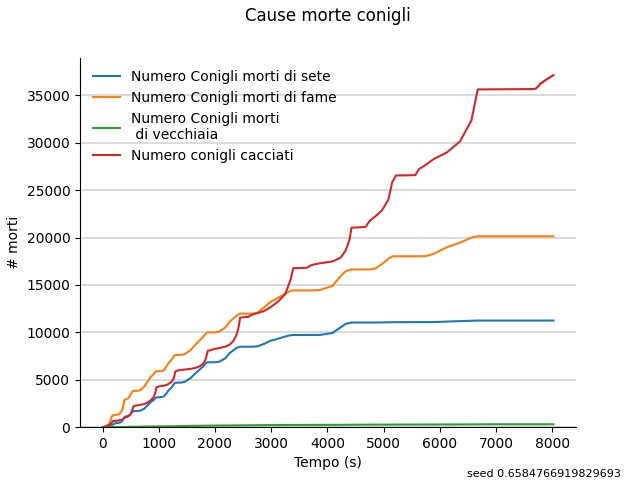 Cause morte conigli
Numero Conigli morti di sete
Numero Conigli morti di fame
Numero Conigli morti
di vecchiaia
Numero conigli cacciati
# morti
35000
30000
25000
20000
15000
10000
5000
0
0 1000 2000 3000 4000 5000 6000 7000 8000
Tempo (s)
seed 0.6584766919829693